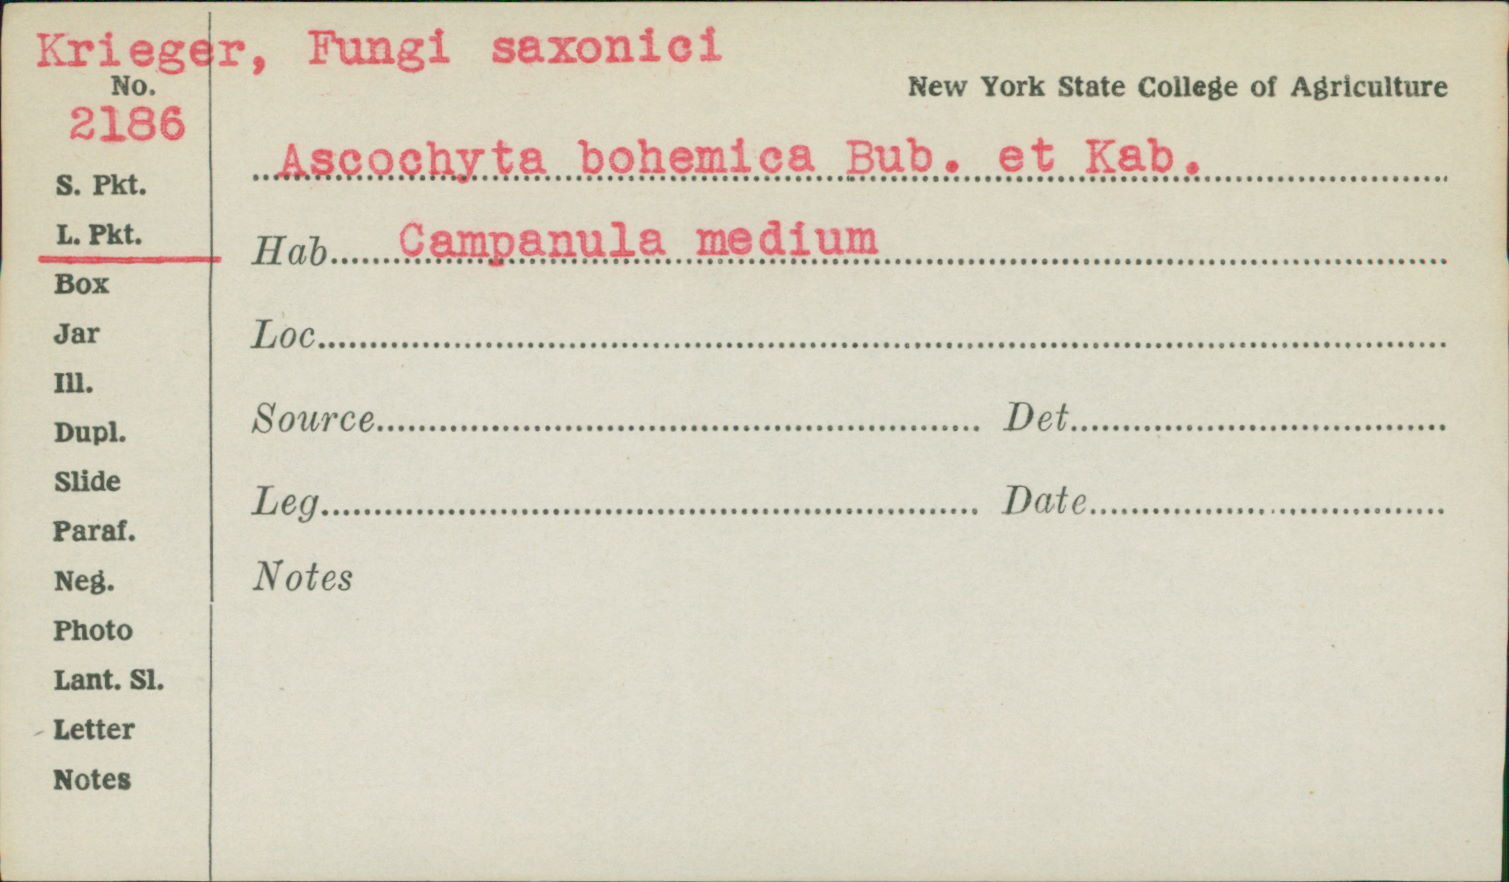 Krieger, Fungi saxonici
No.
2186
New York State College of Agriculture
Ascochyta bohemica Bub. et Kab.
S. Pkt.
L. Pkt.
Hab. Campanula medium
Box
Jar
Loc.
Ill.
Dupl.
Source Det.
Slide
Leg. Date
Paraf.
Neg.
Notes
Photo
Lant. Sl.
Letter
Notes